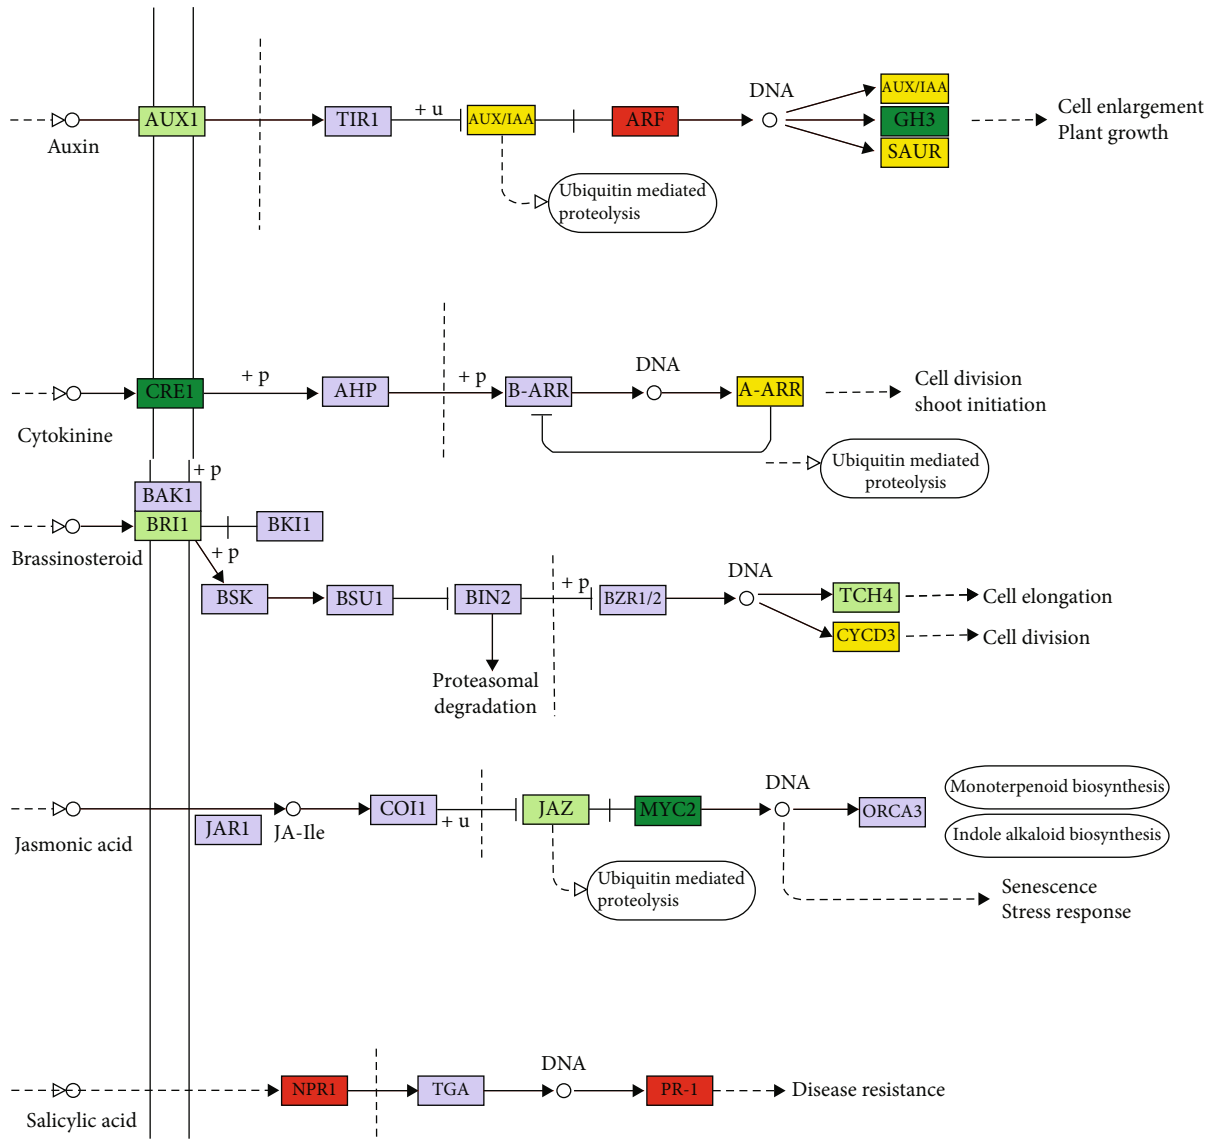 DNA
AUX/IAA
AUX1
+ u
TIR1
AUX/IAA
ARF
GH3
SAUR
Cell enlargement
Plant growth
Auxin
Ubiquitin mediated
proteolysis
DNA
CRE1
+ p
AHP
+ p
B-ARR
A-ARR
Cell division
shoot initiation
Cytokinine
Ubiquitin mediated
proteolysis
+ p
BAK1
BRI1
BKI1
Brassinosteroid
+ p
BSK
BSU1
BIN2
+ p
BZR1/2
DNA
TCH4
Cell elongation
CYCD3
Cell division
Proteasomal
degradation
DNA
Monoterpenoid biosynthesis
COI1
+ u
JAZ
MYC2
ORCA3
Jasmonic acid
JAR1
JA-Ile
Indole alkaloid biosynthesis
Ubiquitin mediated
proteolysis
Senescence
Stress response
DNA
NPR1
TGA
PR-1
Disease resistance
Salicylic acid